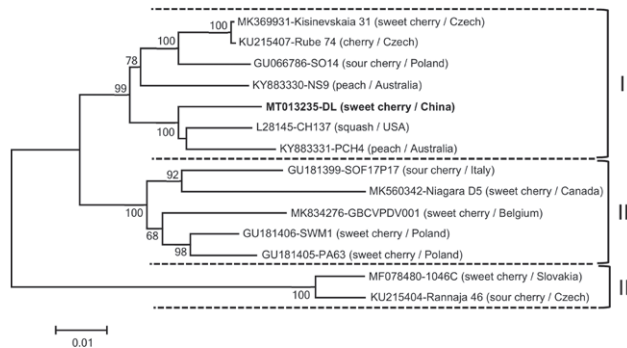 MK369931-Kisinevskaia 31 (sweet cherry / Czech)
100
KU215407-Rube 74 (cherry / Czech)
100
GU066786-SO14 (sour cherry / Poland)
78
KY883330-NS9 (peach / Australia)
I
99
MT013235-DL (sweet cherry / China)
L28145-CH137 (squash / USA)
100
KY883331-PCH4 (peach / Australia)
GU181399-SOF17P17 (sour cherry / Italy)
92
MK560342-Niagara D5 (sweet cherry / Canada)
100
MK834276-GBCVPDV001 (sweet cherry / Belgium)
II
68
GU181406-SWM1 (sweet cherry / Poland)
98
GU181405-PA63 (sweet cherry / Poland)
MF078480-1046C (sweet cherry / Slovakia)
100
KU215404-Rannaja 46 (sour cherry / Czech)
0.01